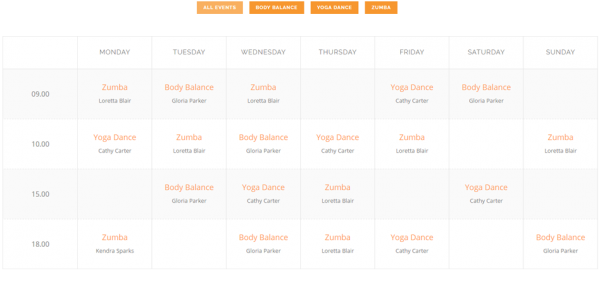 ALL EVENTS BODY BALANCE YOGA DANCE ZUMBA
MONDAY TUESDAY WEDNESDAY THURSDAY FRIDAY SATURDAY SUNDAY
09.00 Zumba Body Balance Zumba Yoga Dance Body Balance
Loretta Blair Gloria Parker Loretta Blair Cathy Carter Gloria Parker
10.00 Yoga Dance Zumba Body Balance Yoga Dance Zumba Zumba
Cathy Carter Loretta Blair Gloria Parker Cathy Carter Loretta Blair Loretta Blair
15.00 Body Balance Yoga Dance Zumba Yoga Dance
Gloria Parker Cathy Carter Loretta Blair Cathy Carter
18.00 Zumba Body Balance Zumba Yoga Dance Body Balance
Kendra Sparks Gloria Parker Loretta Blair Cathy Carter Gloria Parker